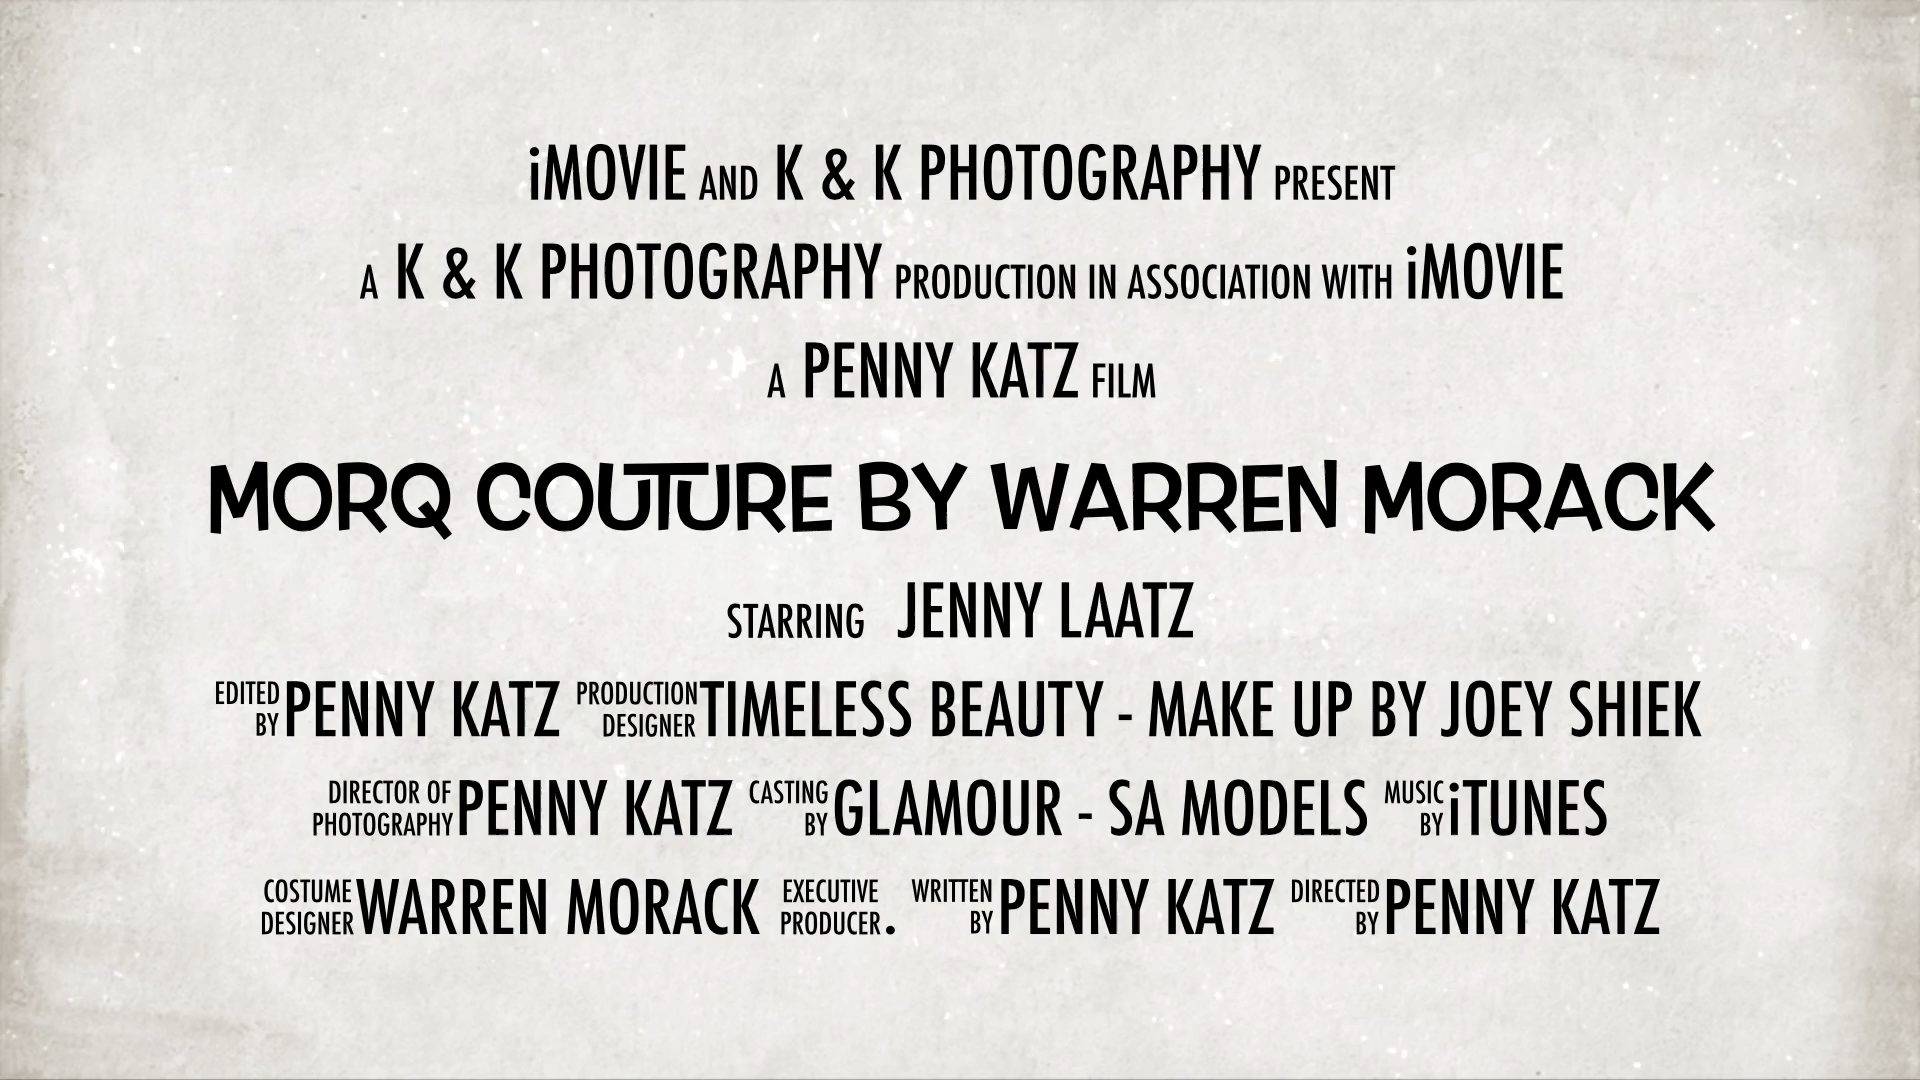 iMOVIE AND K & K PHOTOGRAPHY PRESENT
A K & K PHOTOGRAPHY PRODUCTION IN ASSOCIATION WITH iMOVIE
A PENNY KATZ FILM
MORQ COUTURE BY WARREN MORACK
STARRING JENNY LAATZ
EDITED BY PENNY KATZ PRODUCTION DESIGNER TIMELESS BEAUTY - MAKE UP BY JOEY SHIEK
DIRECTOR OF PHOTOGRAPHY PENNY KATZ CASTING BY GLAMOUR - SA MODELS MUSIC BY iTUNES
COSTUME DESIGNER WARREN MORACK EXECUTIVE PRODUCER . WRITTEN BY PENNY KATZ DIRECTED BY PENNY KATZ